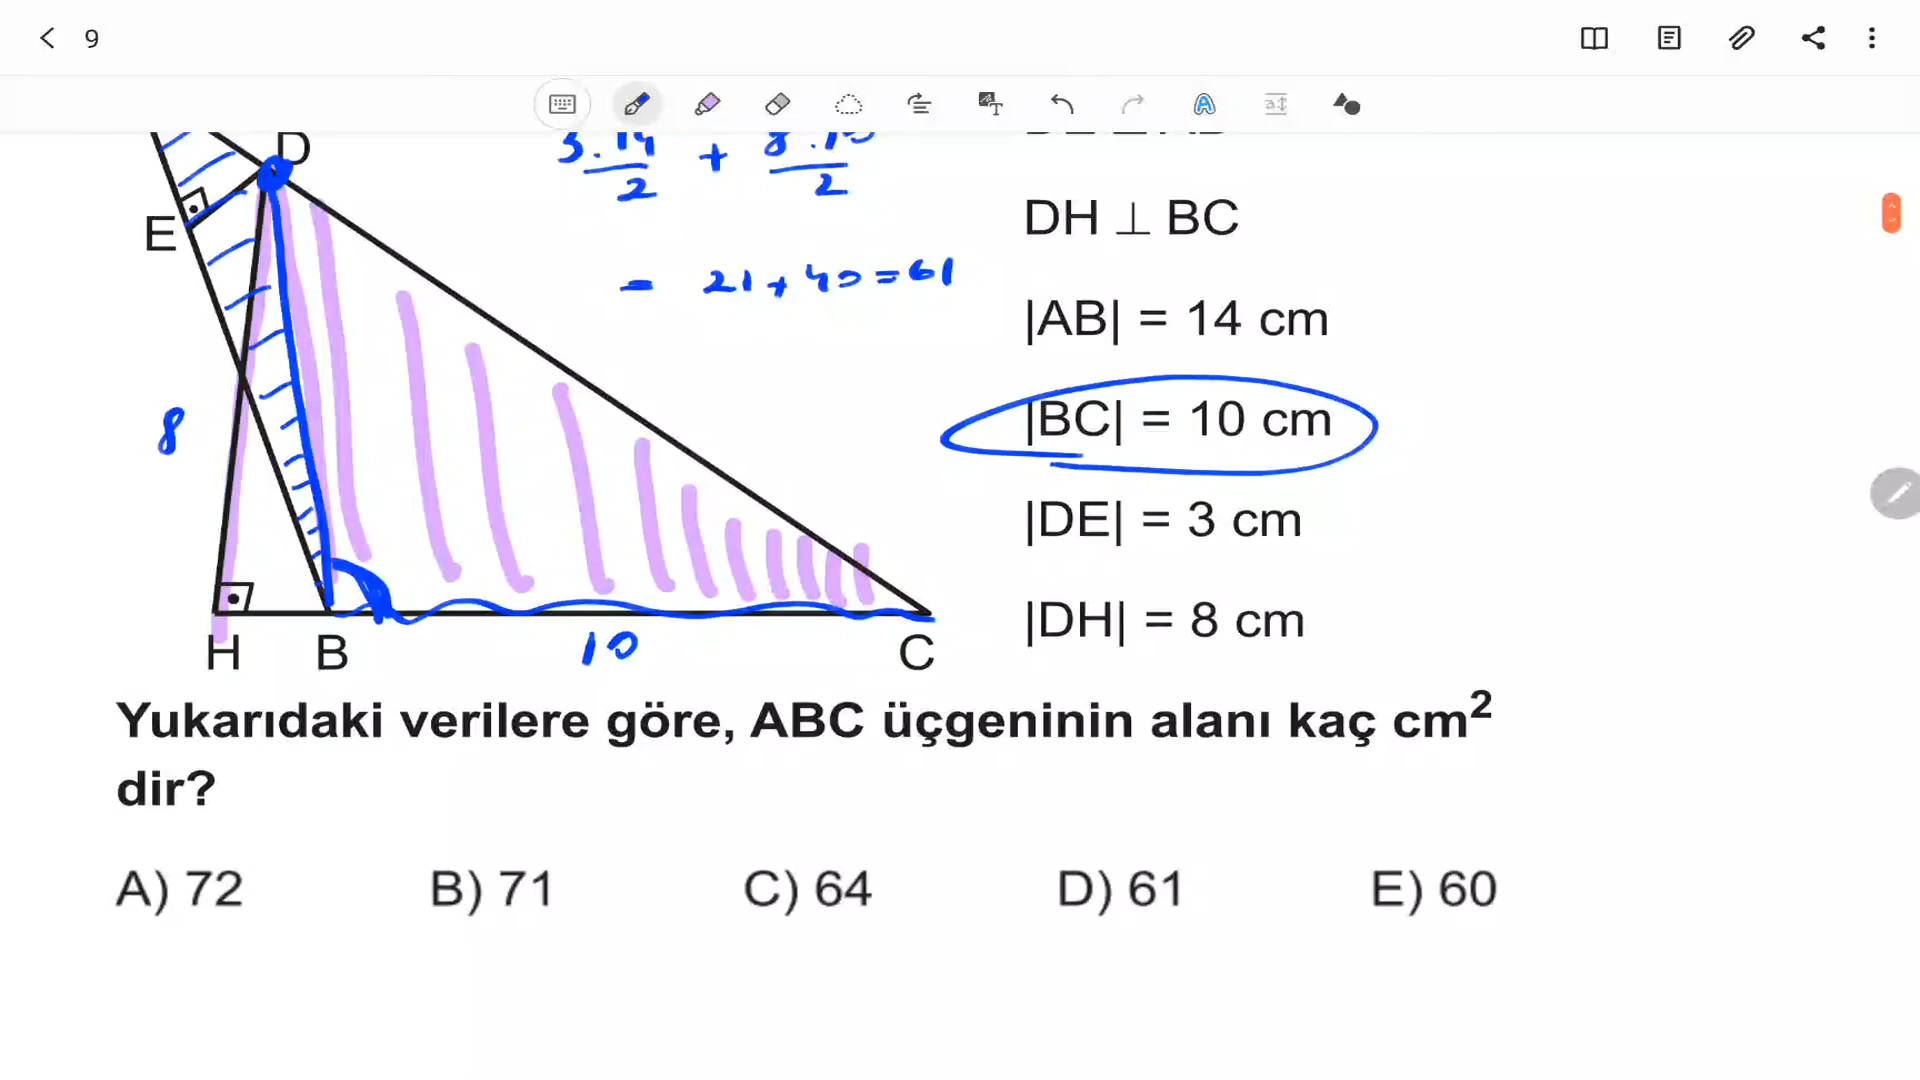 9
D
3.14 + 8.10
2 2
DH ⊥ BC
E
= 21 + 40 = 61
|AB| = 14 cm
8
|BC| = 10 cm
|DE| = 3 cm
|DH| = 8 cm
H B 10 C
Yukarıdaki verilere göre, ABC üçgeninin alanı kaç cm²
dir?
A) 72 B) 71 C) 64 D) 61 E) 60